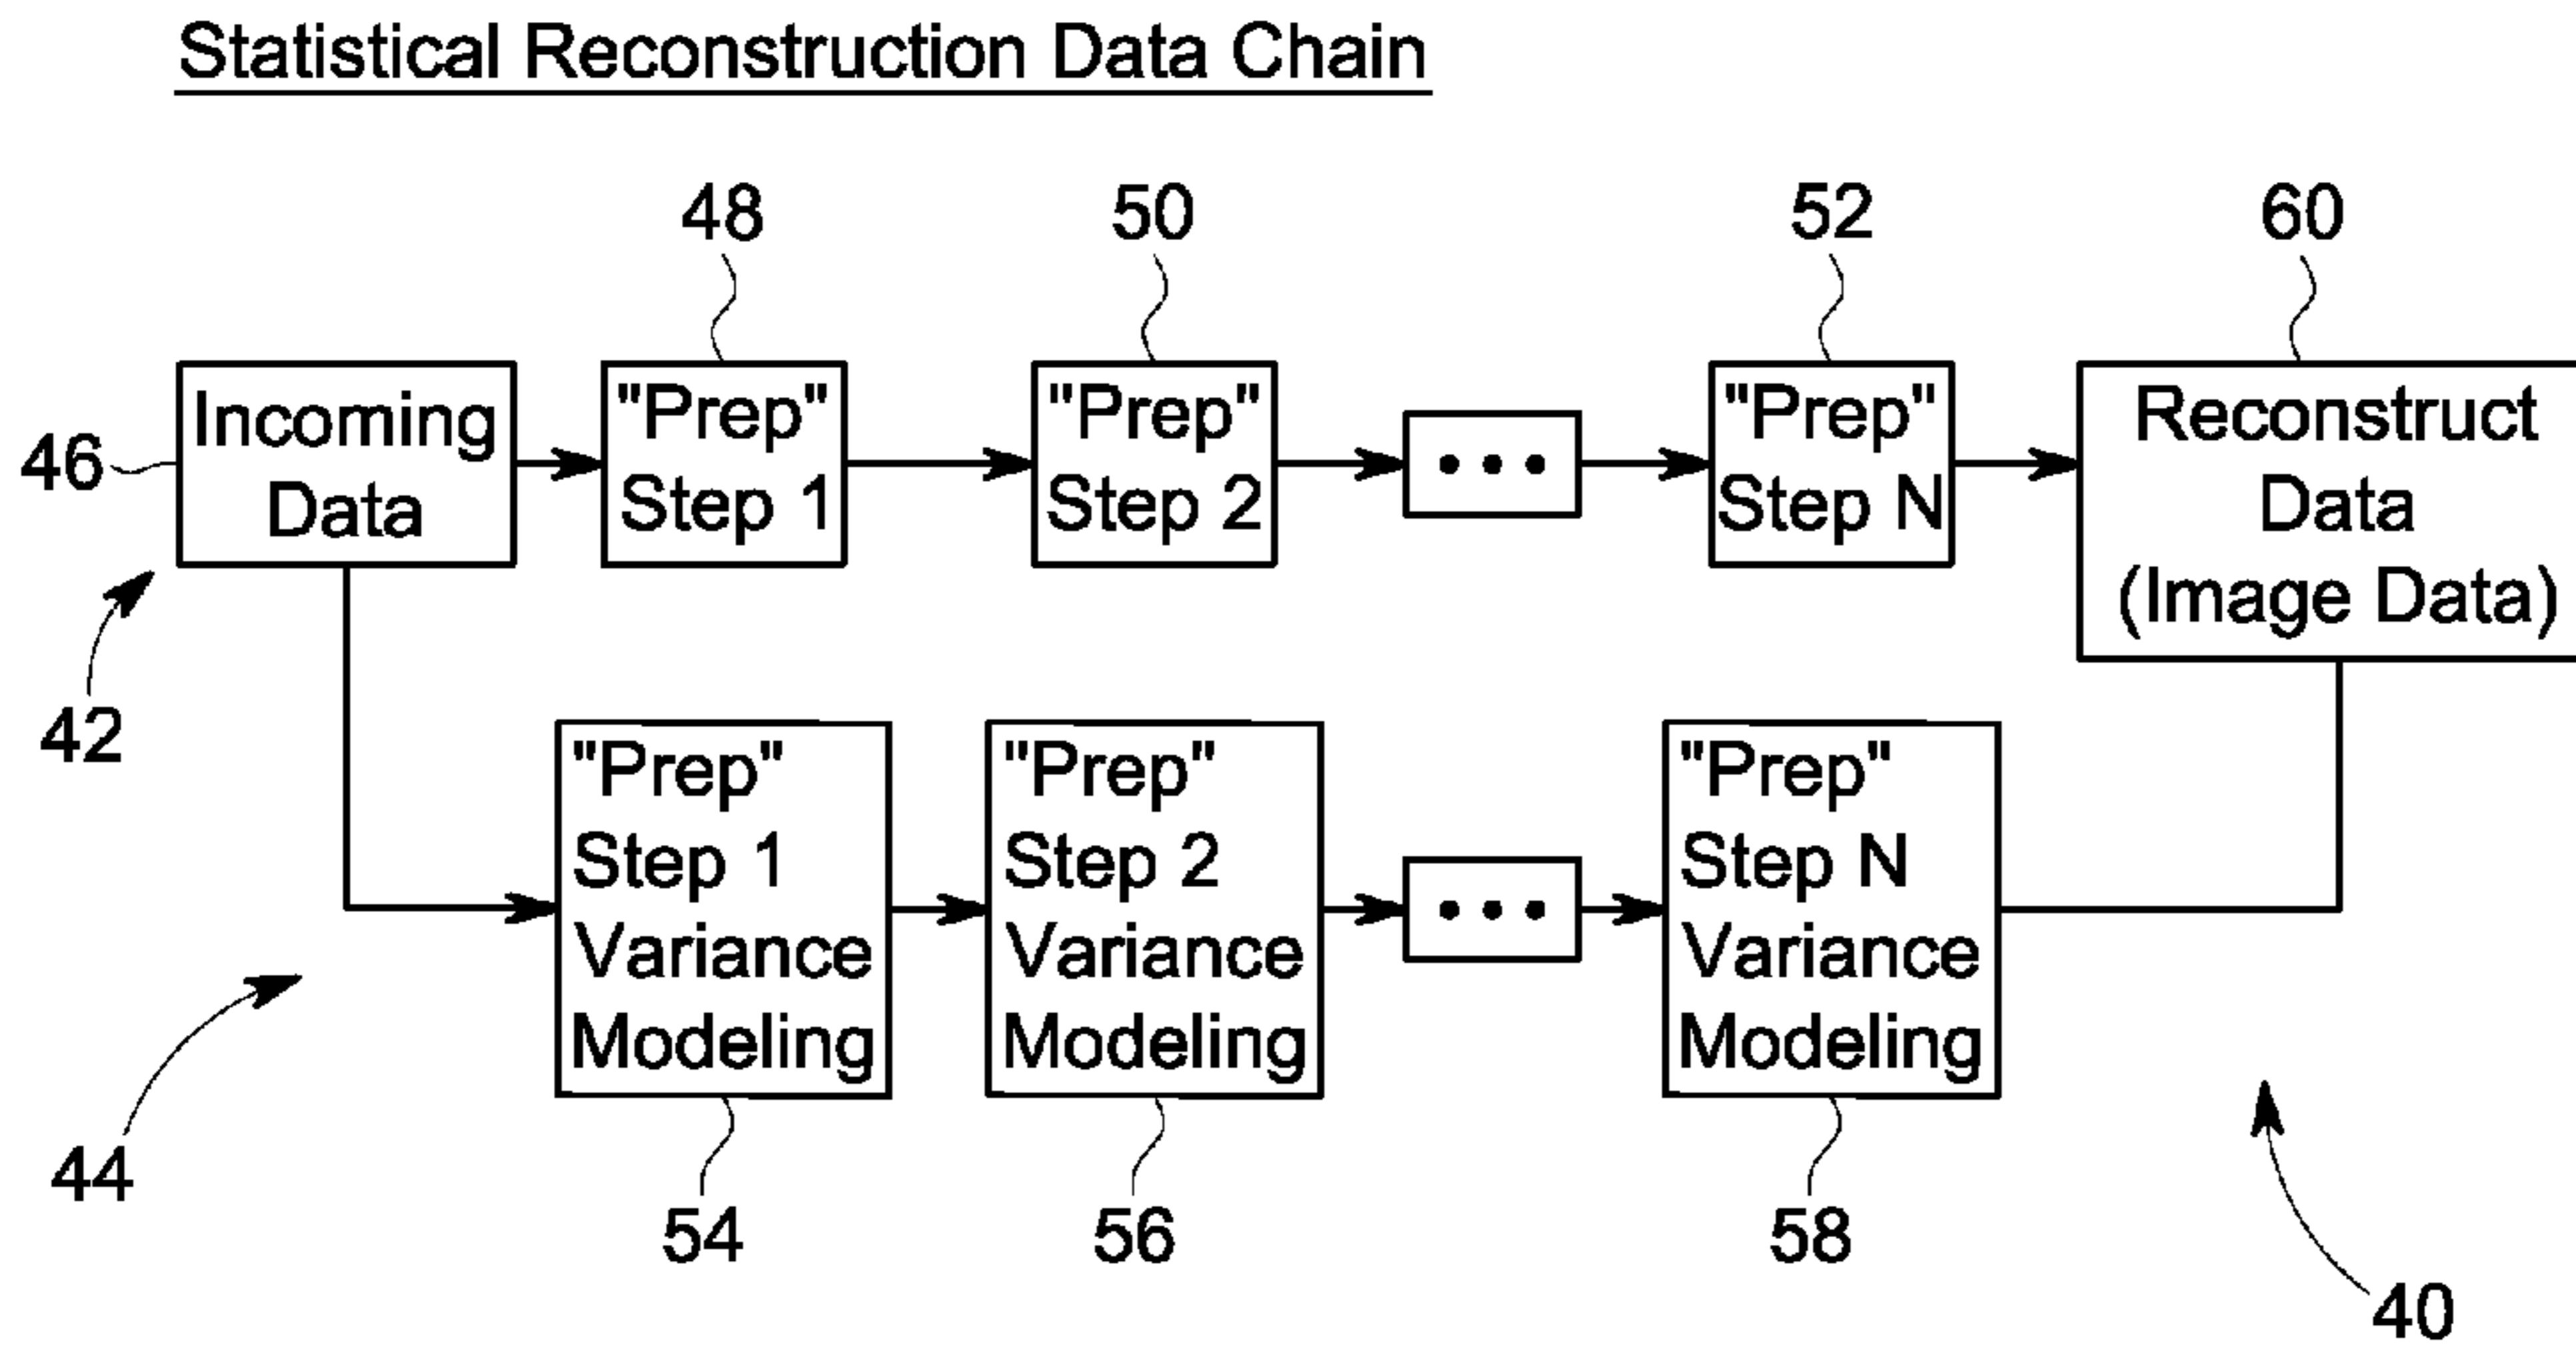 Statistical Reconstruction Data Chain
48
50
52
60
46
Incoming
Data
"Prep"
Step 1
"Prep"
Step 2
•••
"Prep"
Step N
Reconstruct
Data
(Image Data)
42
"Prep"
Step 1
Variance
Modeling
"Prep"
Step 2
Variance
Modeling
•••
"Prep"
Step N
Variance
Modeling
44
54
56
58
40